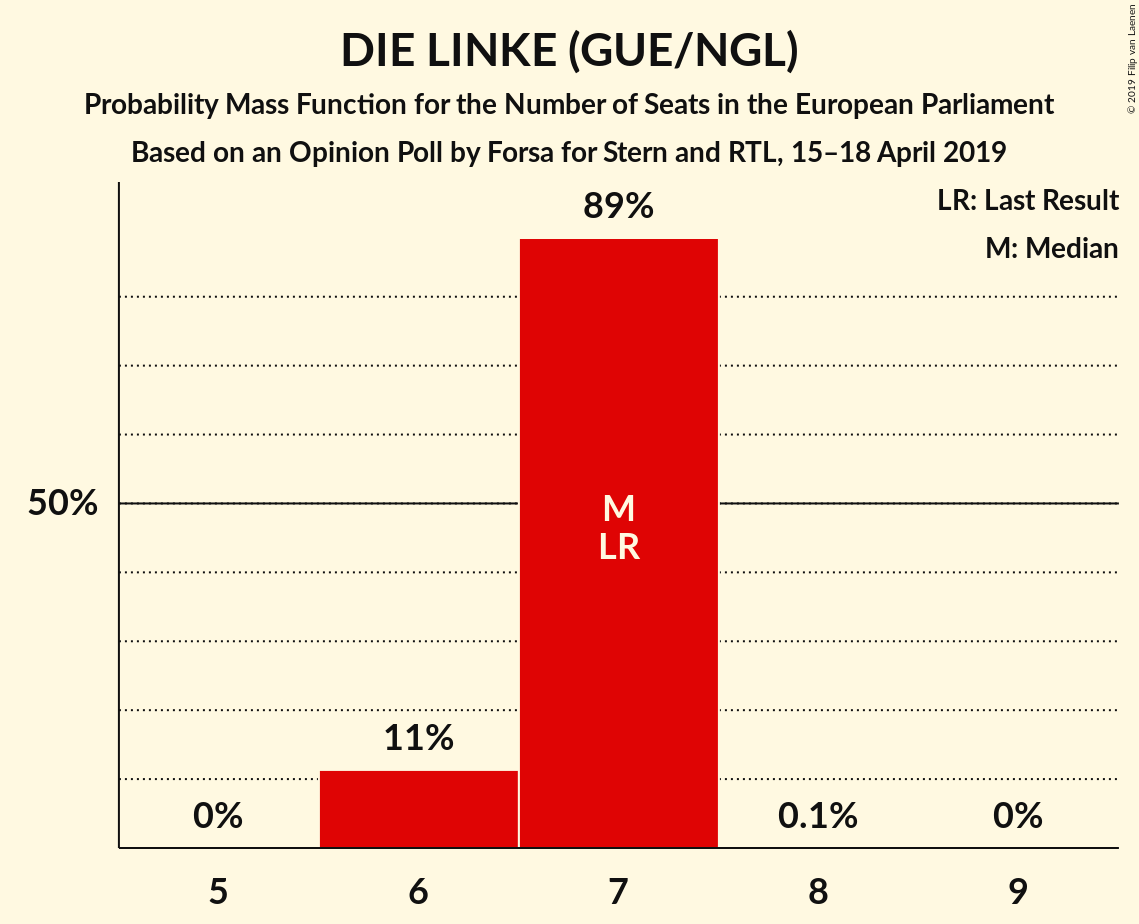 DIE LINKE (GUE/NGL)
Probability Mass Function for the Number of Seats in the European Parliament
Based on an Opinion Poll by Forsa for Stern and RTL, 15–18 April 2019
© 2019 Filip van Laenen
LR: Last Result
M: Median
89%
50%
M
LR
11%
0%
0.1%
0%
5
6
7
8
9